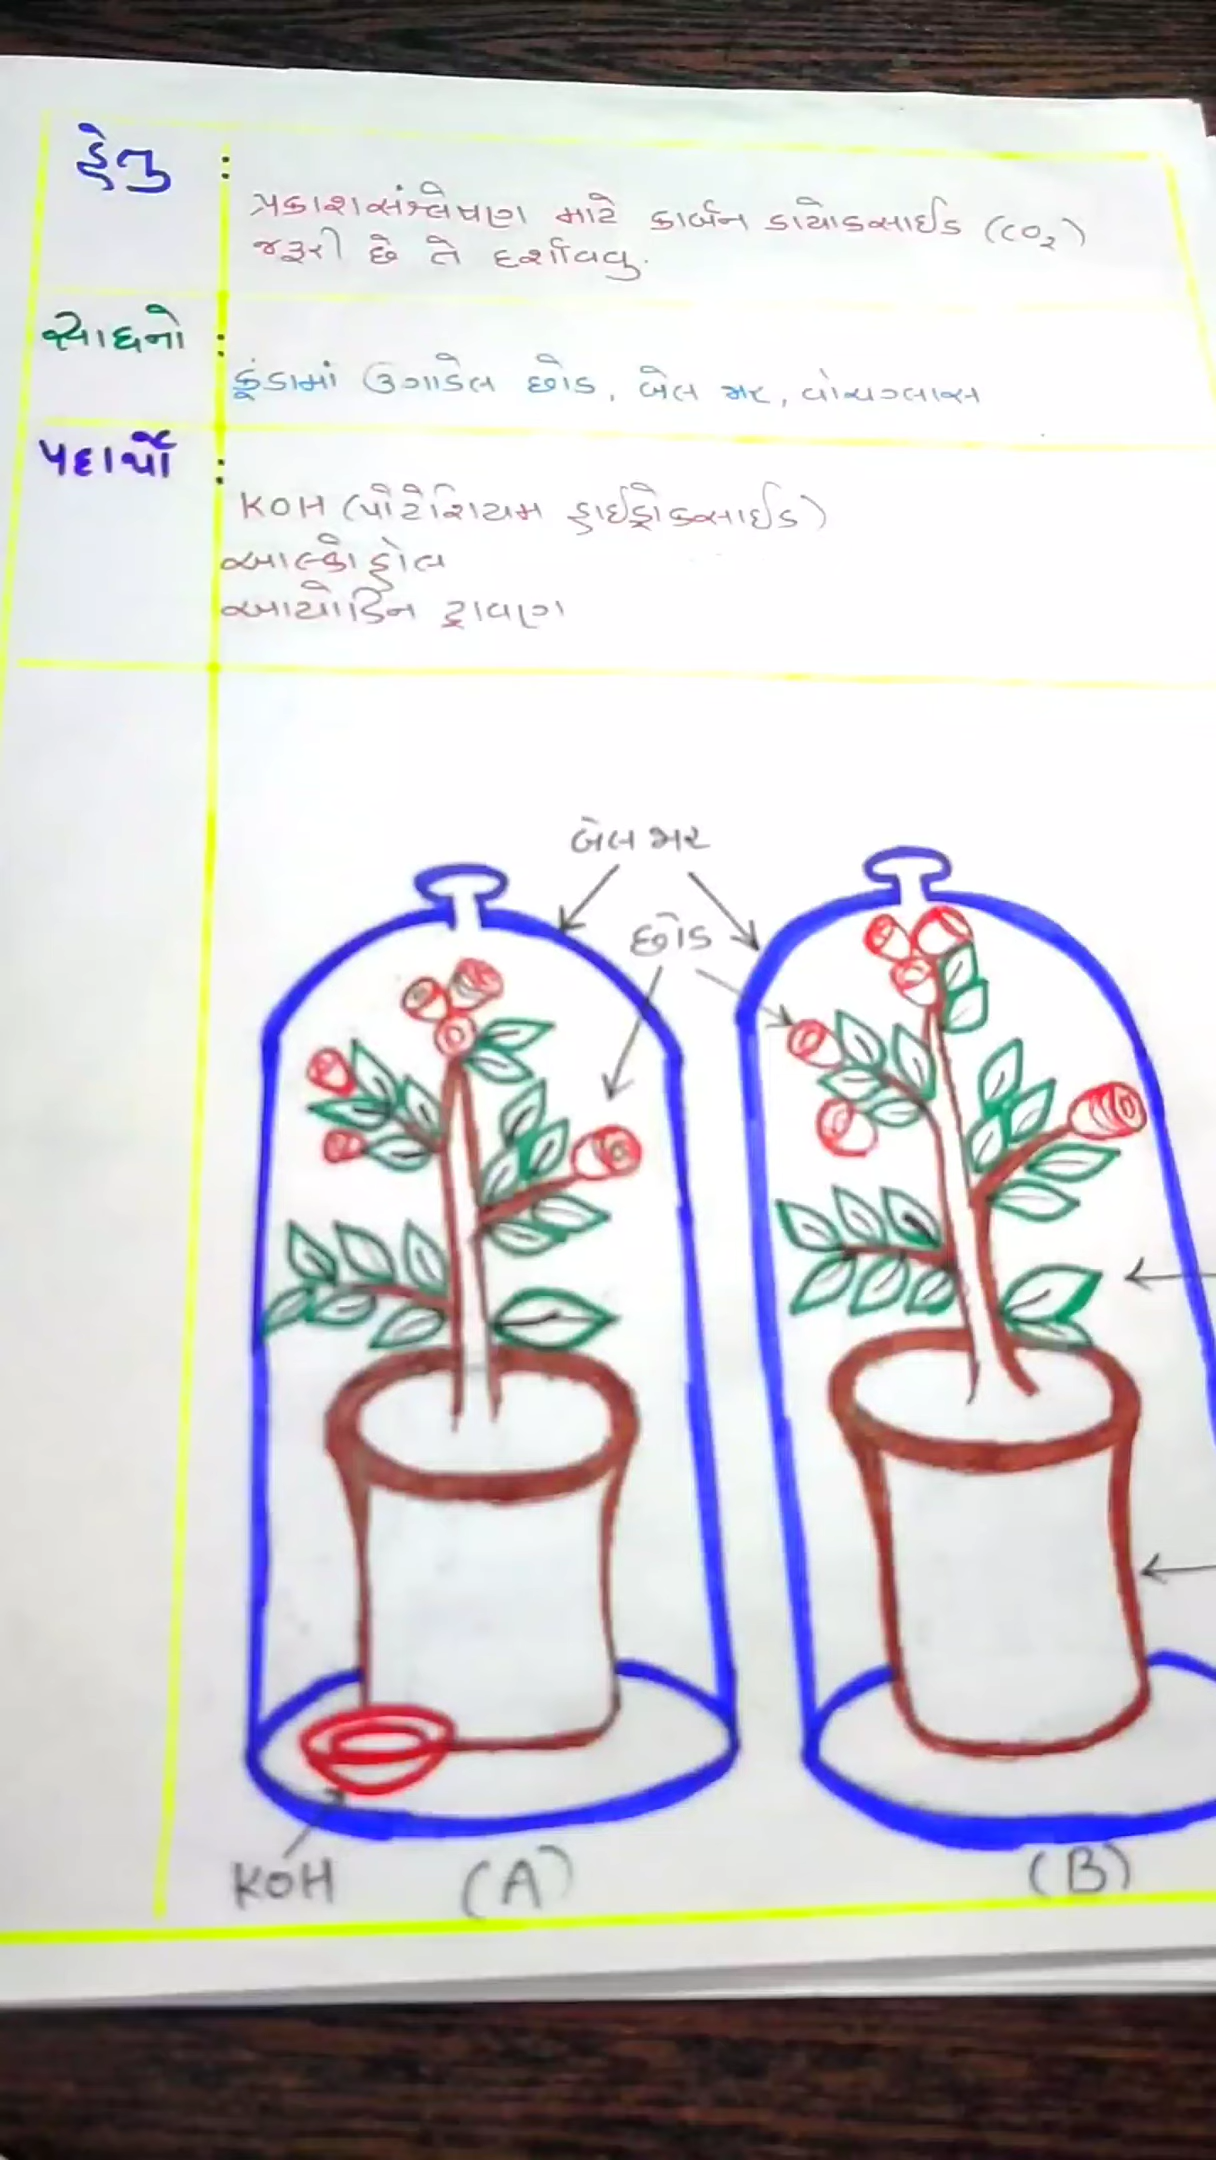 હેતુ :
પ્રકાશસંશ્લેષણ માટે કાર્બન ડાયોક્સાઈડ (CO₂)
જરૂરી છે તે દર્શાવવુ.
સાધનો :
કૂંડામાં ઉગાડેલ છોડ, બેલ જાર, વોચગ્લાસ
પદાર્થો :
KOH (પોટેશિયમ હાઈડ્રોક્સાઈડ)
આલ્કોહોલ
આયોડિન દ્રાવણ
બેલ જાર
છોડ
KOH
(A)
(B)